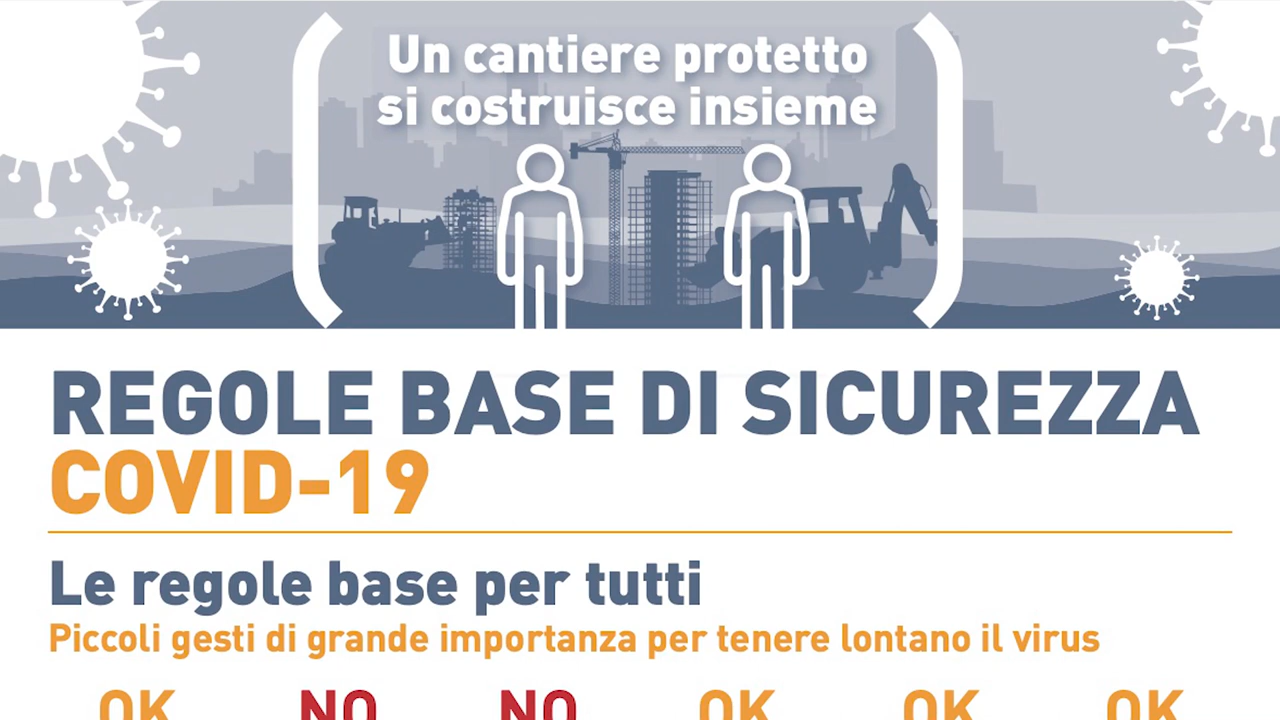 Un cantiere protetto
si costruisce insieme
REGOLE BASE DI SICUREZZA
COVID-19
Le regole base per tutti
Piccoli gesti di grande importanza per tenere lontano il virus
OK NO NO OK OK OK